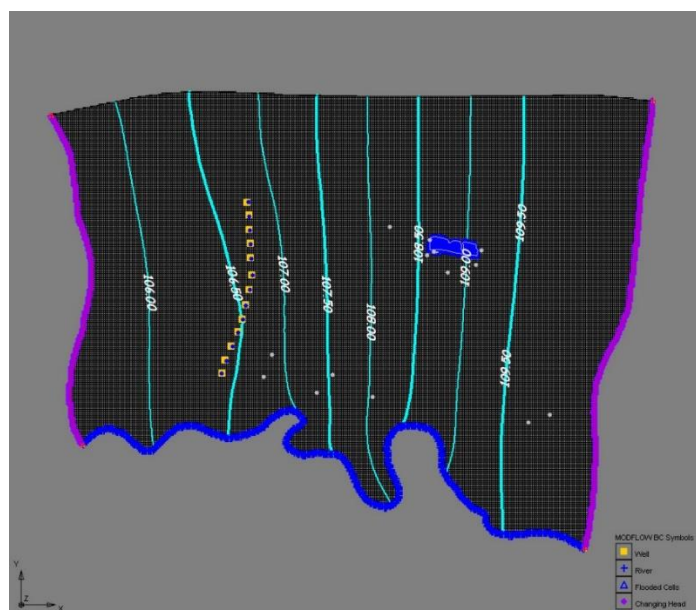 106.00
106.50
107.00
107.50
108.00
108.50
109.00
109.50
109.50
MODFLOW BC Symbols
Well
River
Flooded Cells
Changing Head
Y
Z
X